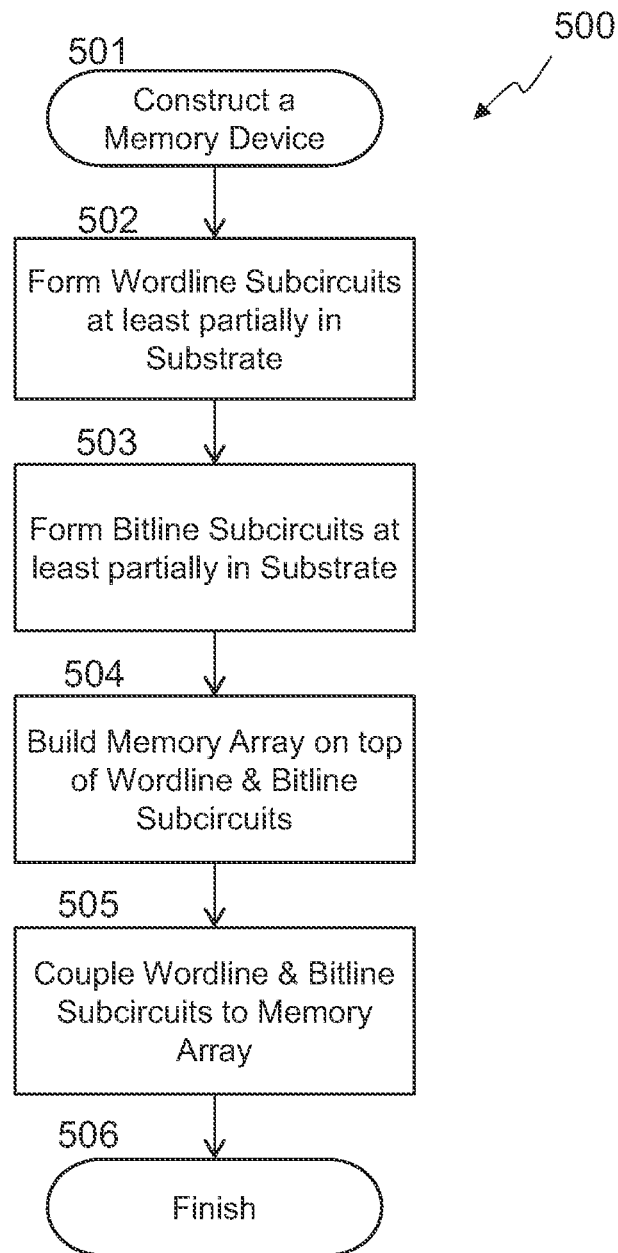 500
501
Construct a
Memory Device
502
Form Wordline Subcircuits
at least partially in
Substrate
503
Form Bitline Subcircuits at
least partially in Substrate
504
Build Memory Array on top
of Wordline & Bitline
Subcircuits
505
Couple Wordline & Bitline
Subcircuits to Memory
Array
506
Finish